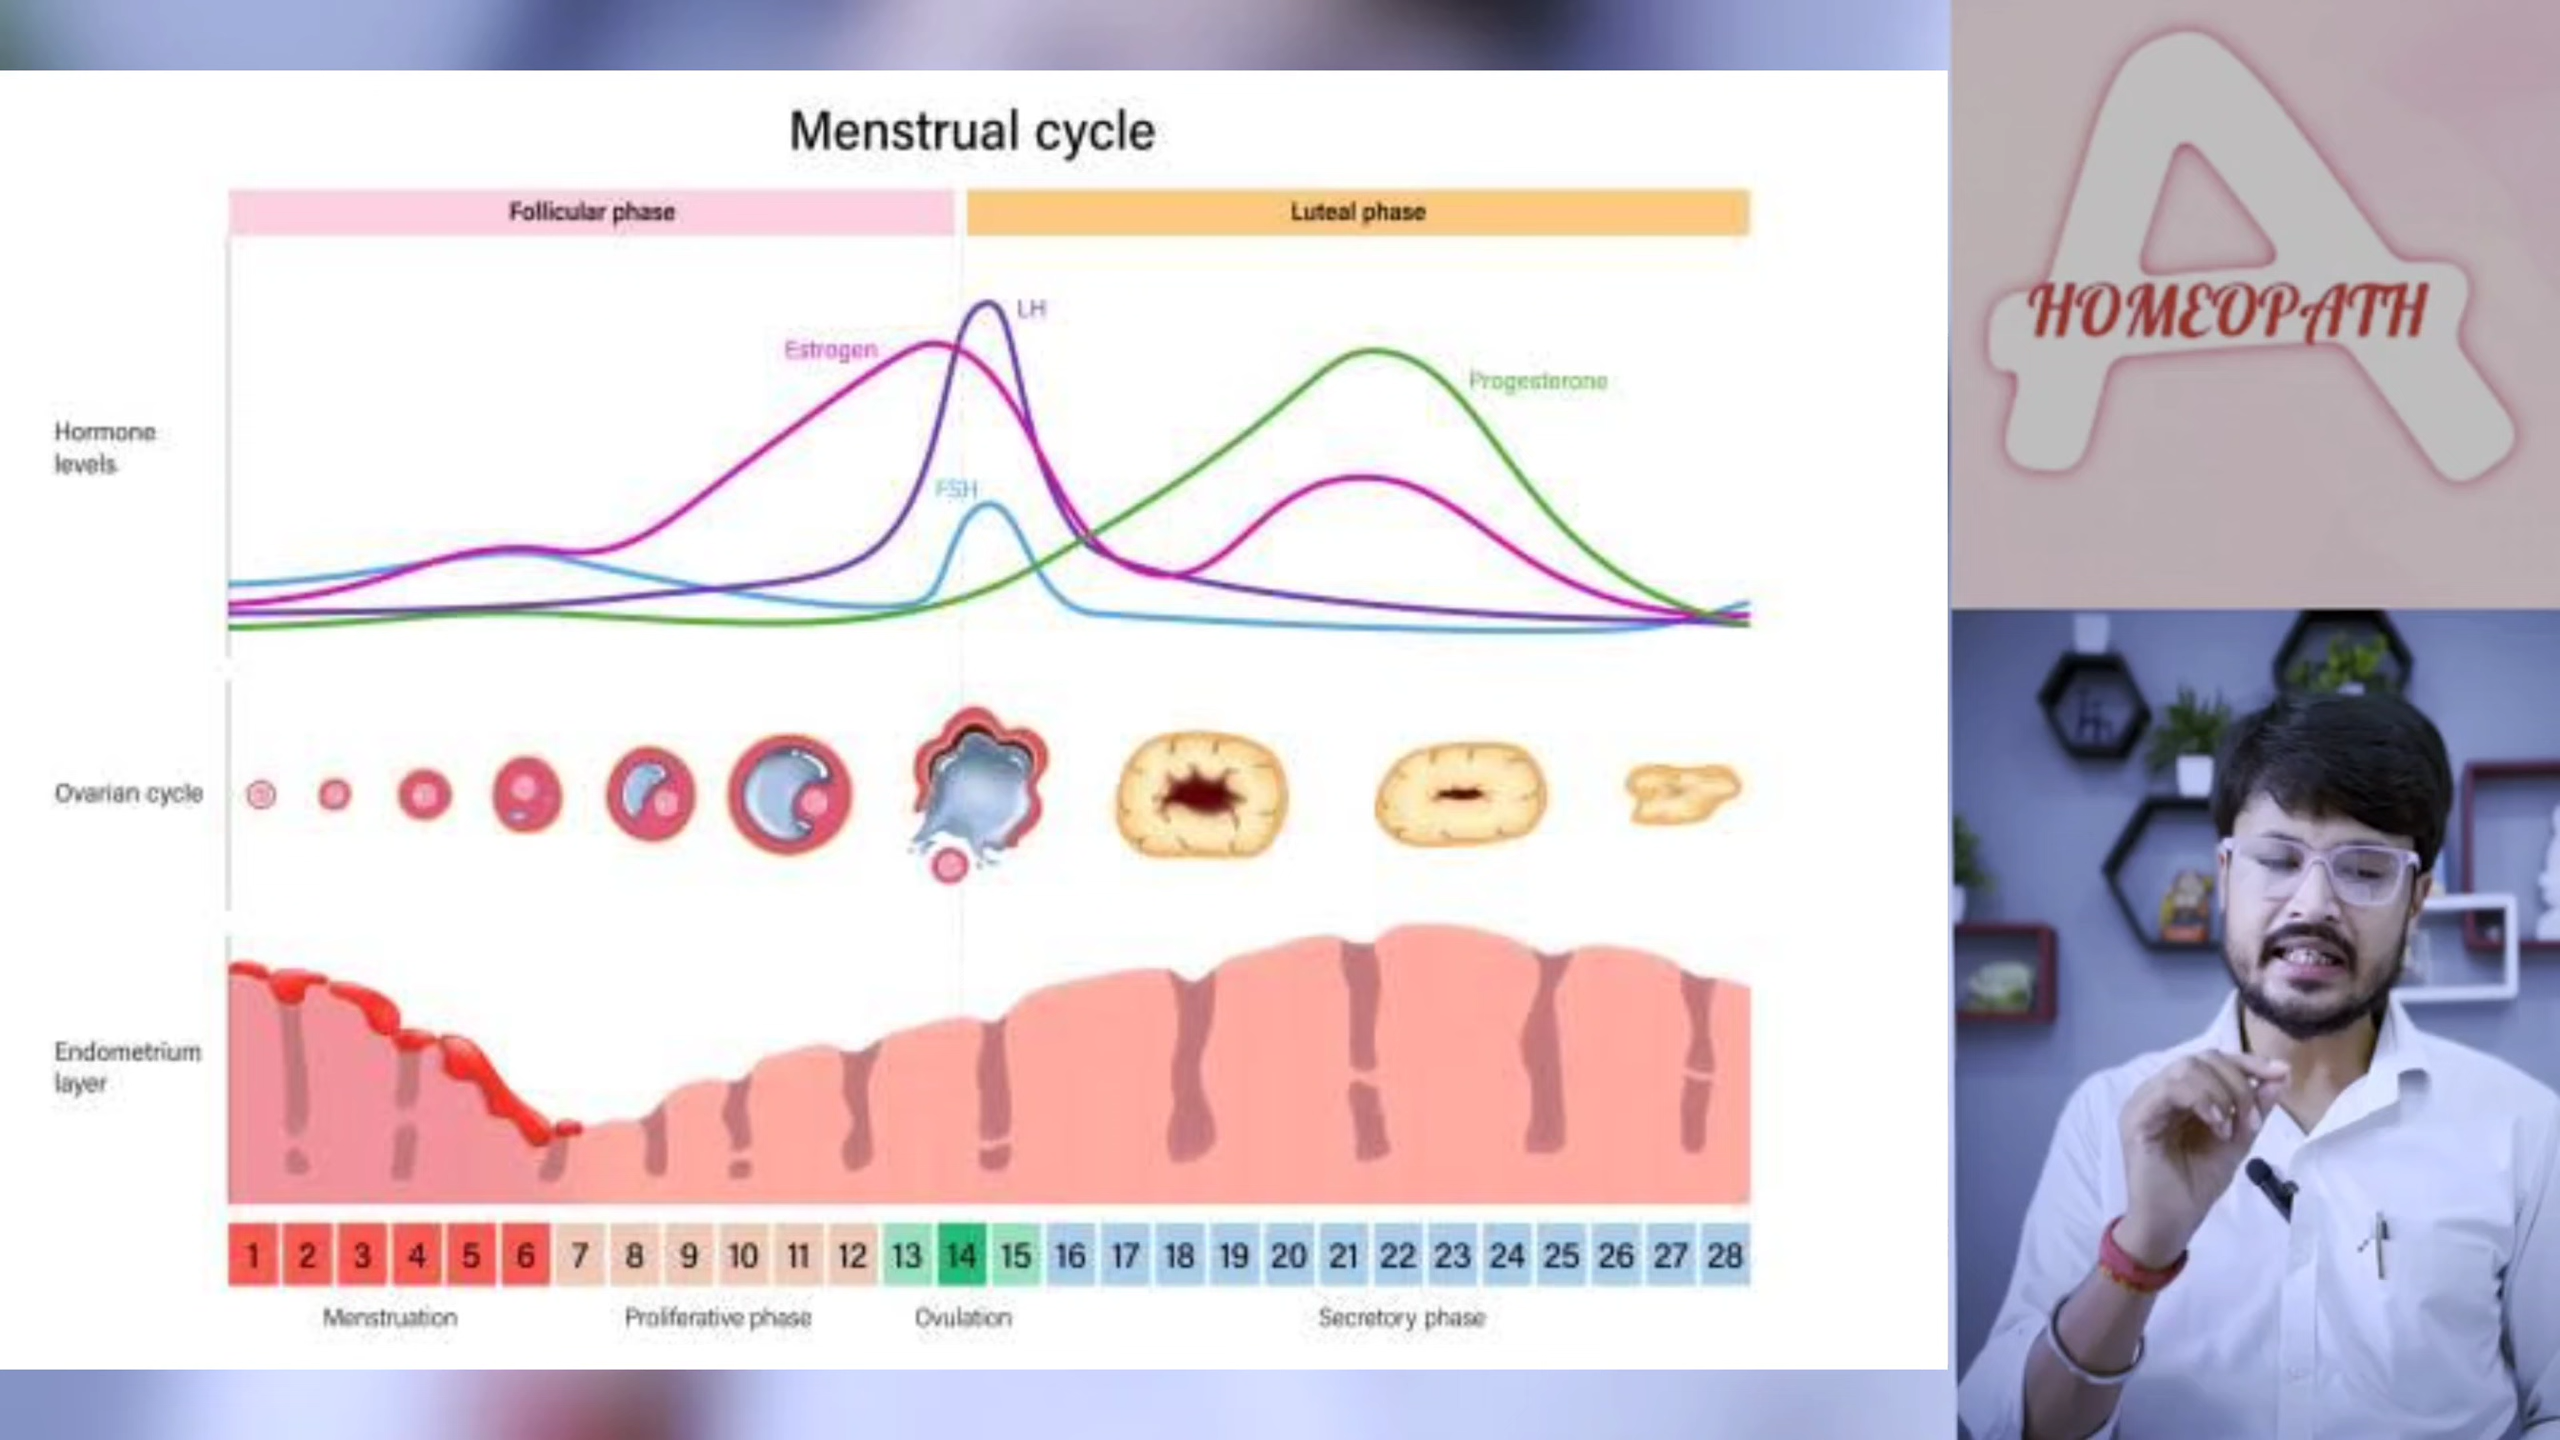 Menstrual cycle
Follicular phase
Luteal phase
LH
Estrogen
Progesterone
FSH
Hormone
levels
Ovarian cycle
Endometrium
layer
1 2 3 4 5 6 7 8 9 10 11 12 13 14 15 16 17 18 19 20 21 22 23 24 25 26 27 28
Menstruation
Proliferative phase
Ovulation
Secretory phase
A
HOMEOPATH